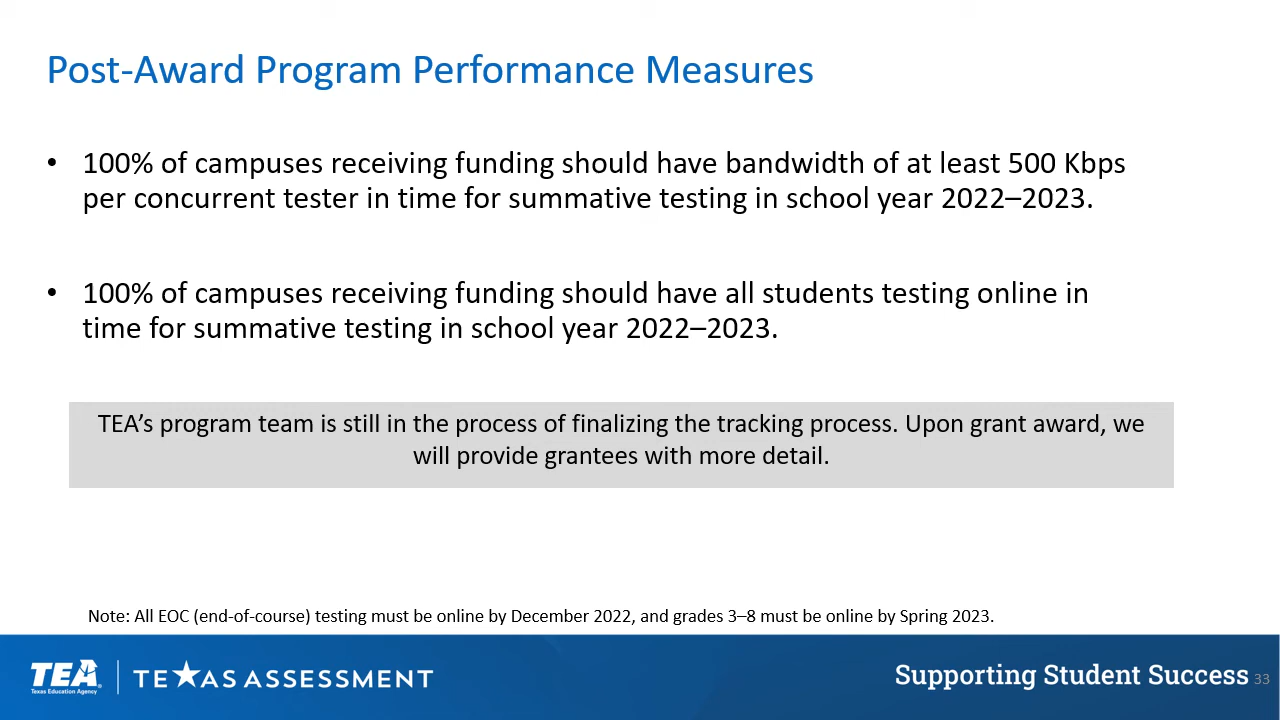 Post-Award Program Performance Measures
• 100% of campuses receiving funding should have bandwidth of at least 500 Kbps
per concurrent tester in time for summative testing in school year 2022–2023.
• 100% of campuses receiving funding should have all students testing online in
time for summative testing in school year 2022–2023.
TEA’s program team is still in the process of finalizing the tracking process. Upon grant award, we
will provide grantees with more detail.
Note: All EOC (end-of-course) testing must be online by December 2022, and grades 3–8 must be online by Spring 2023.
TEA
Texas Education Agency
TEXAS ASSESSMENT
Supporting Student Success
33